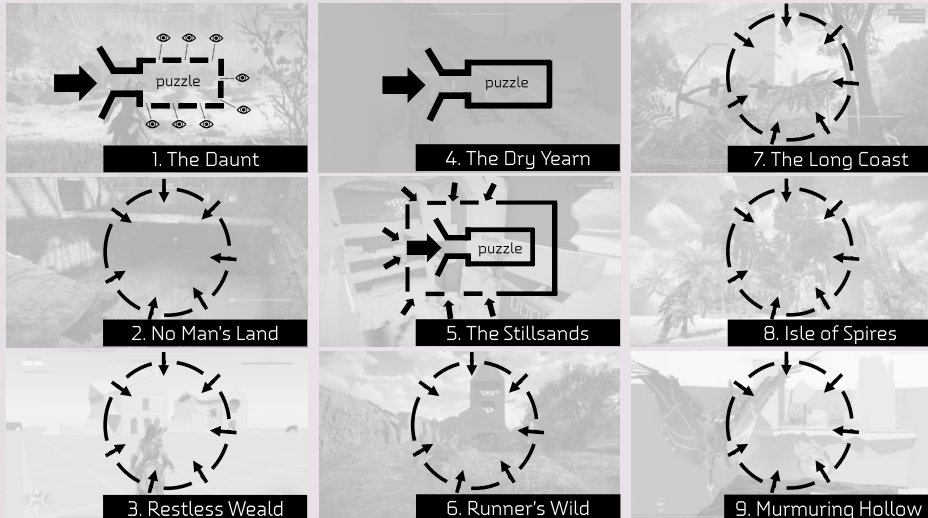 puzzle
1. The Daunt
puzzle
4. The Dry Yearn
7. The Long Coast
2. No Man's Land
puzzle
5. The Stillsands
8. Isle of Spires
3. Restless Weald
6. Runner's Wild
9. Murmuring Hollow